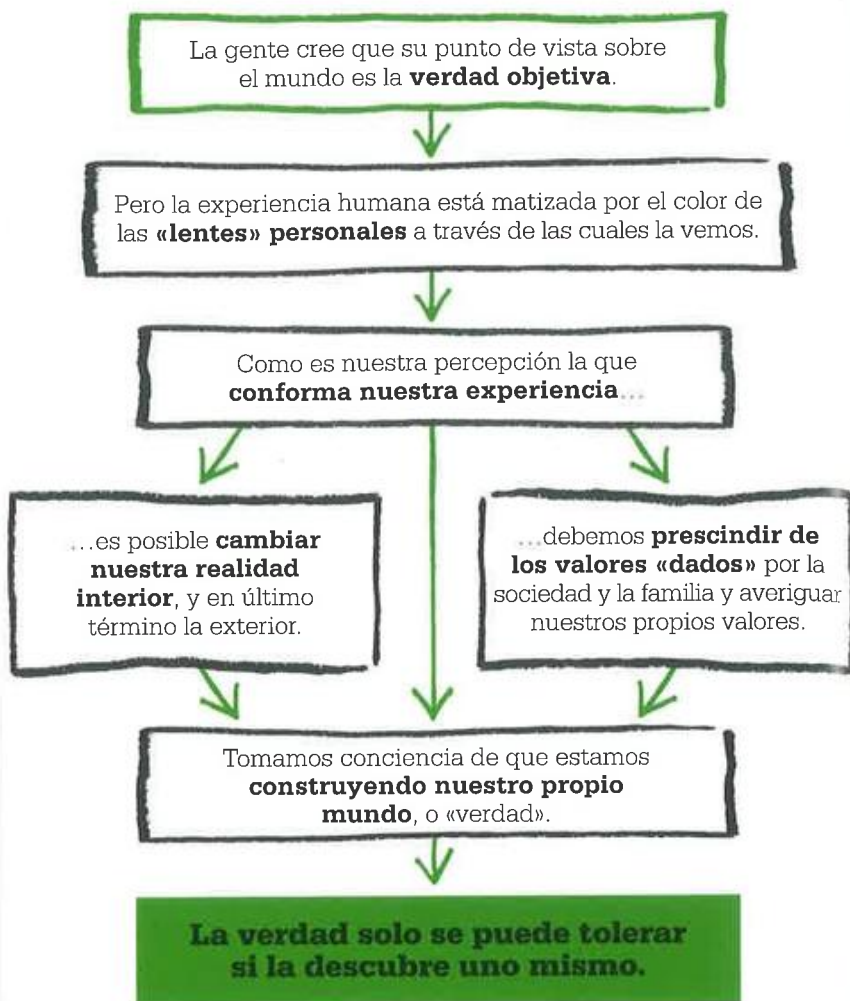 La gente cree que su punto de vista sobre
el mundo es la verdad objetiva.
Pero la experiencia humana está matizada por el color de
las «lentes» personales a través de las cuales la vemos.
Como es nuestra percepción la que
conforma nuestra experiencia...
...es posible cambiar
nuestra realidad
interior, y en último
término la exterior.
...debemos prescindir de
los valores «dados» por la
sociedad y la familia y averiguar
nuestros propios valores.
Tomamos conciencia de que estamos
construyendo nuestro propio
mundo, o «verdad».
La verdad solo se puede tolerar
si la descubre uno mismo.